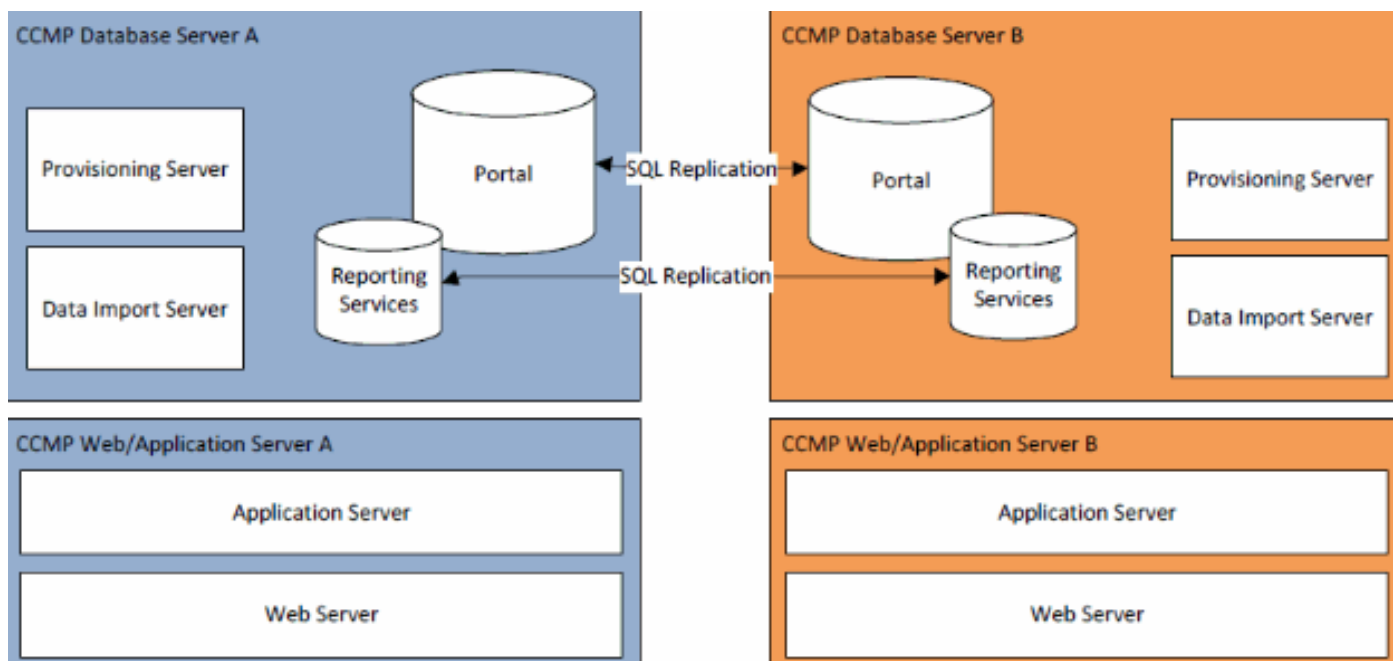 CCMP Database Server A
Provisioning Server
Data Import Server
Portal
Reporting
Services
SQL Replication
SQL Replication
CCMP Database Server B
Portal
Reporting
Services
Provisioning Server
Data Import Server
CCMP Web/Application Server A
Application Server
Web Server
CCMP Web/Application Server B
Application Server
Web Server